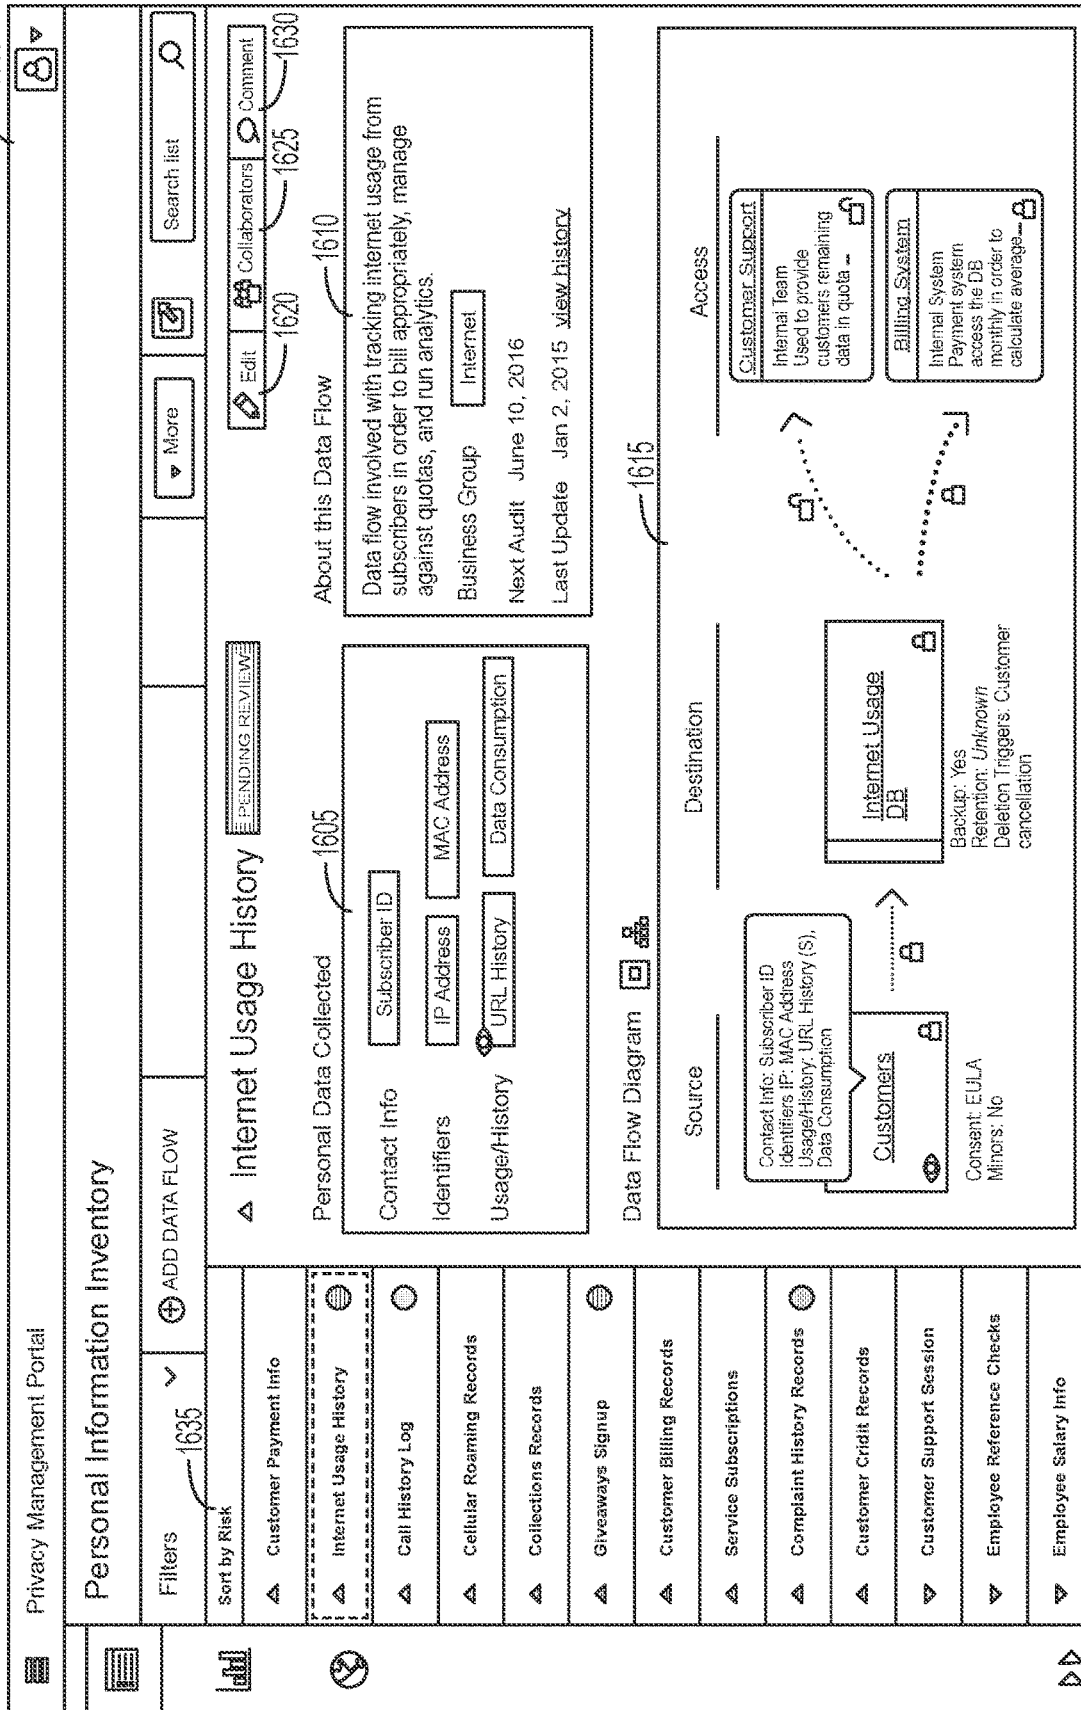 Privacy Management Portal
Personal Information Inventory
Filters
ADD DATA FLOW
More
Search list
Sort by Risk
1635
Customer Payment Info
Internet Usage History
Call History Log
Cellular Roaming Records
Collections Records
Giveaways Signup
Customer Billing Records
Service Subscriptions
Complaint History Records
Customer Cridit Records
Customer Support Session
Employee Reference Checks
Employee Salary Info
Internet Usage History
PENDING REVIEW
Edit
Collaborators
Comment
1620
1625
1630
Personal Data Collected
1605
Contact Info
Subscriber ID
Identifiers
IP Address
MAC Address
Usage/History
URL History
Data Consumption
About this Data Flow
1610
Data flow involved with tracking internet usage from
subscribers in order to bill appropriately, manage
against quotas, and run analytics.
Business Group
Internet
Next Audit June 10, 2016
Last Update Jan 2, 2015 view history
Data Flow Diagram
1615
Source
Destination
Access
Contact Info: Subscriber ID
Identifiers IP: MAC Address
Usage/History: URL History (S),
Data Consumption
Customers
Consent: EULA
Minors: No
Internet Usage
DB
Backup: Yes
Retention: Unknown
Deletion Triggers: Customer
cancellation
Customer Support
Internal Team
Used to provide
customers remaining
data in quota ...
Billing System
Internal System
Payment system
access the DB
monthly in order to
calculate average...